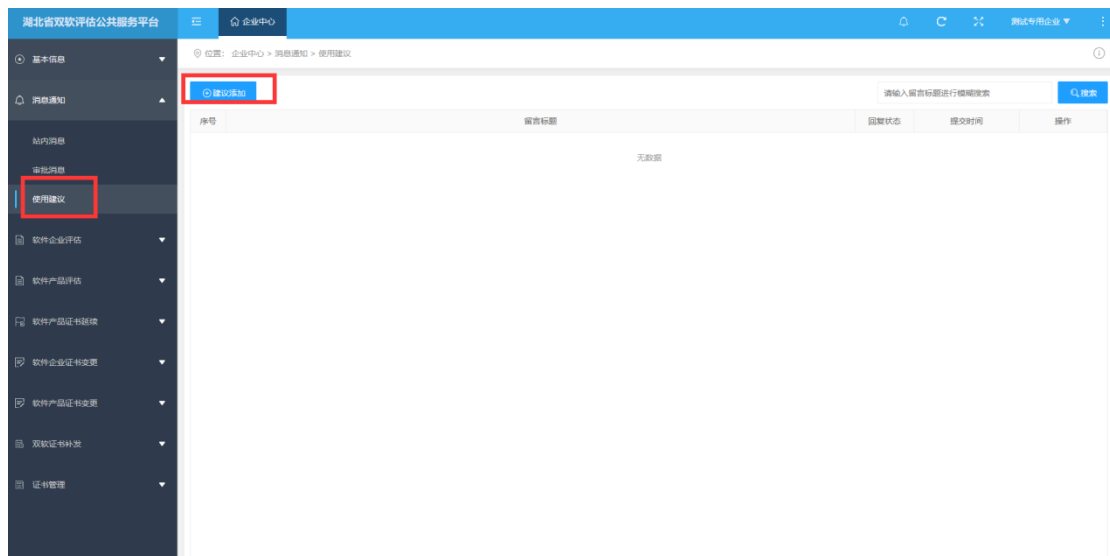 湖北省双软评估公共服务平台
企业中心
测试专用企业
基本信息
位置： 企业中心 > 消息通知 > 使用建议
消息通知
建议添加
请输入留言标题进行模糊搜索
搜索
序号 留言标题 回复状态 提交时间 操作
无数据
站内消息
审批消息
使用建议
软件企业评估
软件产品评估
软件产品证书延续
软件企业证书变更
软件产品证书变更
双软证书补发
证书管理